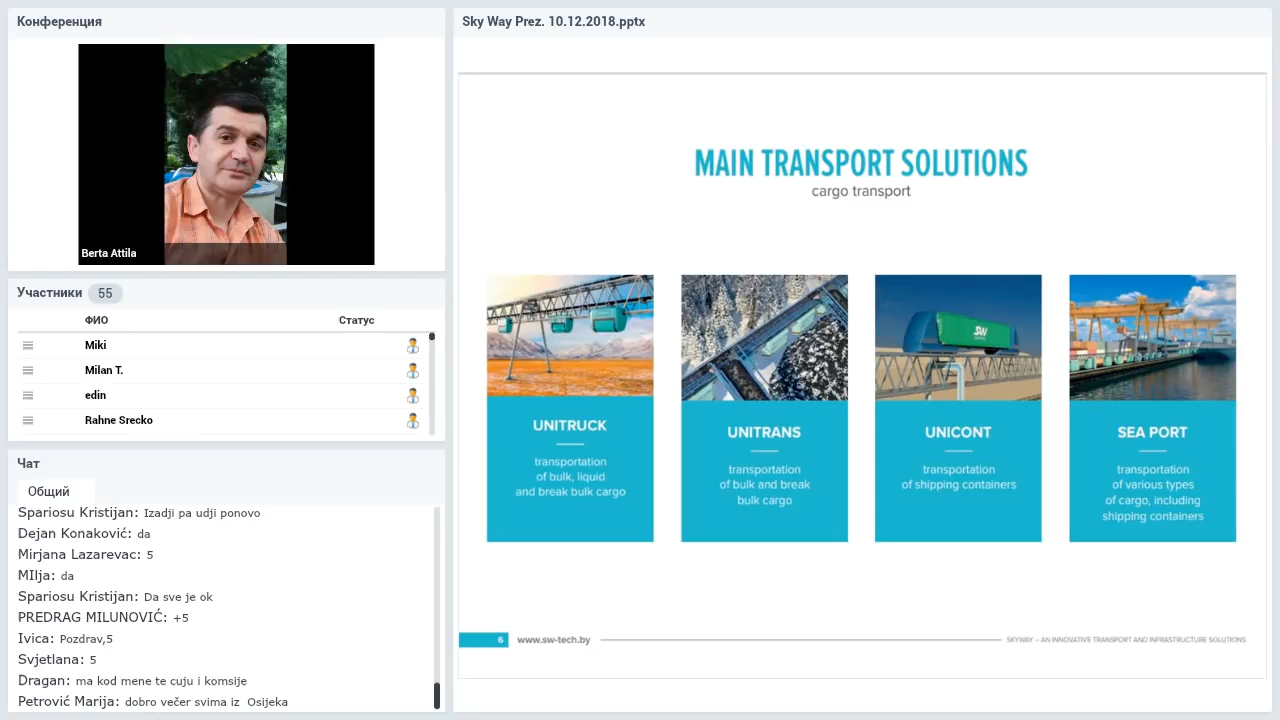 Конференция
Berta Attila
Участники 55
ФИО Статус
Miki
Milan T.
edin
Rahne Srecko
Чат
Общий
Spariosu Kristijan: Izadji pa udji ponovo
Dejan Konaković: da
Mirjana Lazarevac: 5
MIlja: da
Spariosu Kristijan: Da sve je ok
PREDRAG MILUNOVIĆ: +5
Ivica: Pozdrav,5
Svjetlana: 5
Dragan: ma kod mene te cuju i komsije
Petrović Marija: dobro večer svima iz Osijeka
Sky Way Prez. 10.12.2018.pptx
MAIN TRANSPORT SOLUTIONS
cargo transport
UNITRUCK
transportation
of bulk, liquid
and break bulk cargo
UNITRANS
transportation
of bulk and break
bulk cargo
SW
UNICONT
transportation
of shipping containers
SEA PORT
transportation
of various types
of cargo, including
shipping containers
6 www.sw-tech.by
SKYWAY – AN INNOVATIVE TRANSPORT AND INFRASTRUCTURE SOLUTIONS